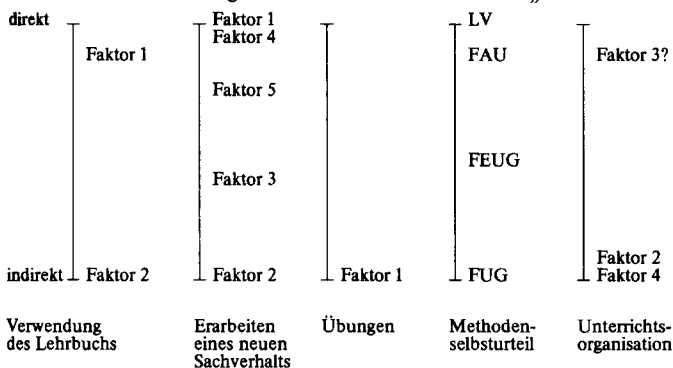 direkt
Faktor 1
Faktor 1
Faktor 4
Faktor 5
Faktor 3
indirekt
Faktor 2
Faktor 2
Faktor 1
LV
FAU
FEUG
FUG
Faktor 3?
Faktor 2
Faktor 4
Verwendung
des Lehrbuchs
Erarbeiten
eines neuen
Sachverhalts
Übungen
Methoden-
selbsturteil
Unterrichts-
organisation